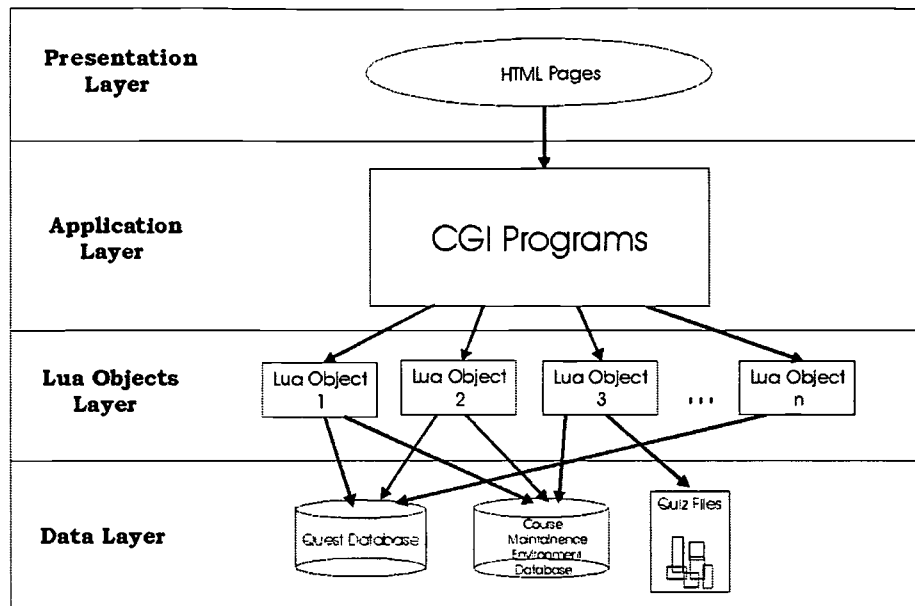 Presentation
Layer
HTML Pages
Application
Layer
CGI Programs
Lua Objects
Layer
Lua Object
1
Lua Object
2
Lua Object
3
...
Lua Object
n
Data Layer
Quest Database
Course
Maintainence
Environment
Database
Quiz Files